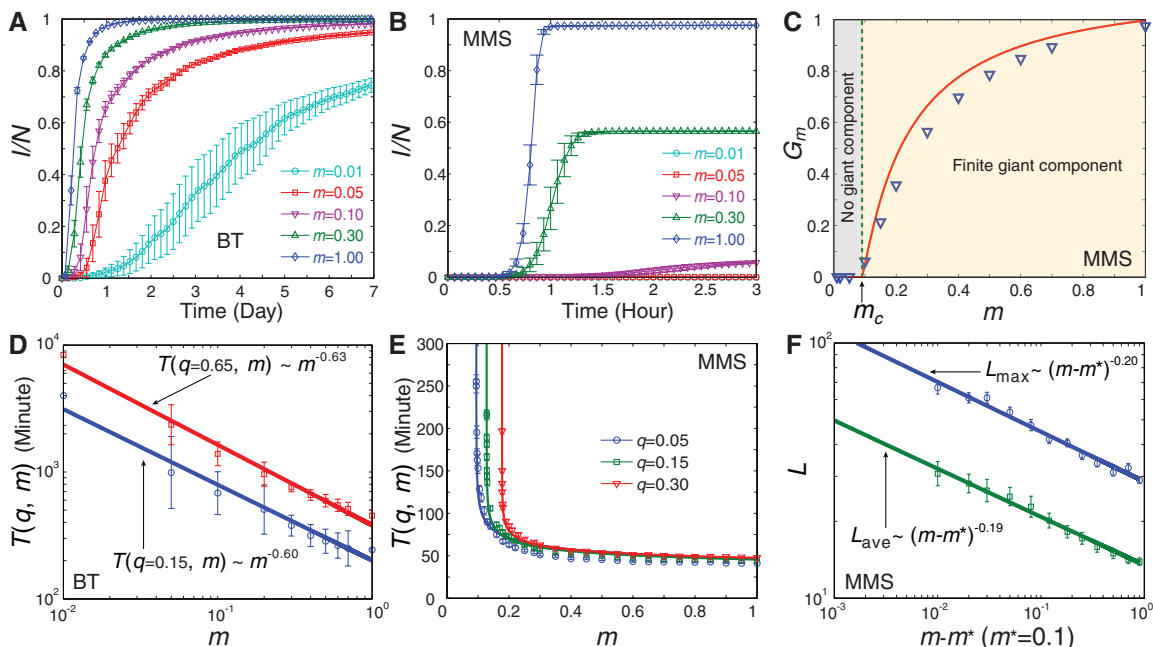 A
I/N
1
0.8
0.6
0.4
0.2
0
m=0.01
m=0.05
m=0.10
m=0.30
m=1.00
BT
0 1 2 3 4 5 6 7
Time (Day)
B
MMS
I/N
1
0.8
0.6
0.4
0.2
0
m=0.01
m=0.05
m=0.10
m=0.30
m=1.00
0 0.5 1 1.5 2 2.5 3
Time (Hour)
C
Gm
1
0.8
0.6
0.4
0.2
0
No giant component
Finite giant component
MMS
0.2 0.4 0.6 0.8 1
mc
m
D
T(q, m) (Minute)
10^4
10^3
10^2
T(q=0.65, m) ~ m^-0.63
T(q=0.15, m) ~ m^-0.60
BT
10^-2 10^-1 10^0
m
E
MMS
T(q, m) (Minute)
300
250
200
150
100
50
0
q=0.05
q=0.15
q=0.30
0 0.2 0.4 0.6 0.8 1
m
F
L
10^2
10^1
Lmax~ (m-m*)^-0.20
Lave~ (m-m*)^-0.19
MMS
10^-3 10^-2 10^-1 10^0
m-m* (m*=0.1)